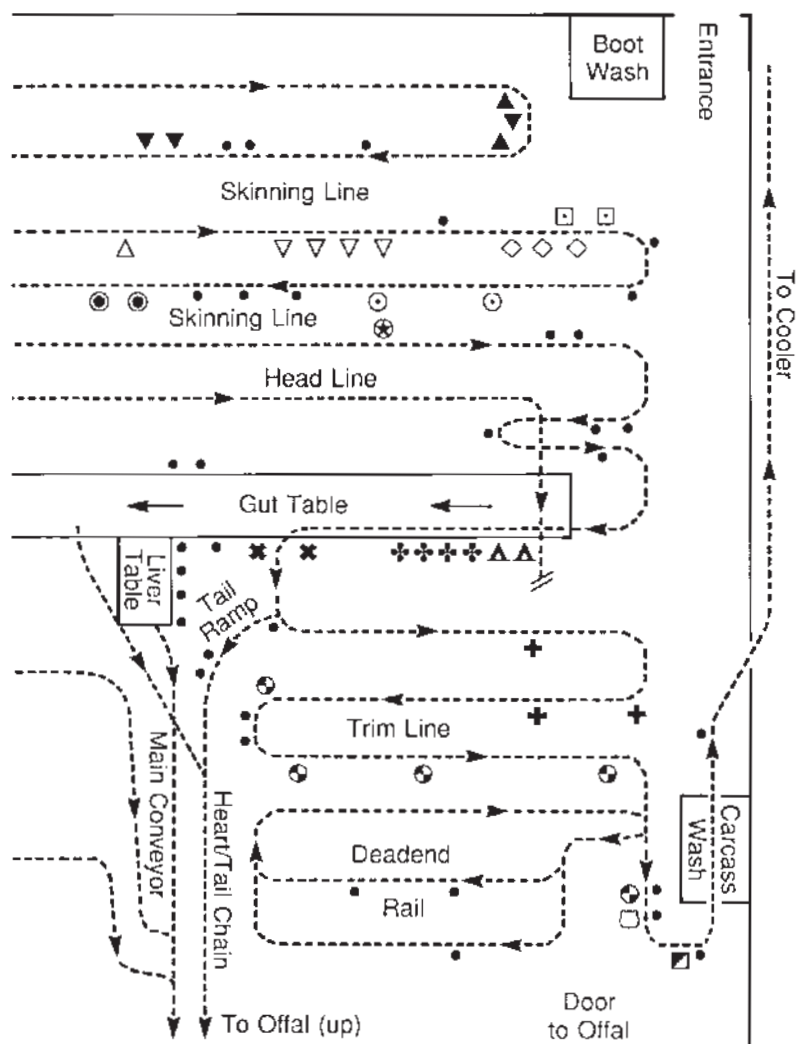 Boot
Wash
Entrance
Skinning Line
Skinning Line
To Cooler
Head Line
Gut Table
Liver
Table
Tail
Ramp
Trim Line
Main Conveyor
Heart/Tail Chain
Deadend
Rail
Carcass
Wash
To Offal (up)
Door
to Offal